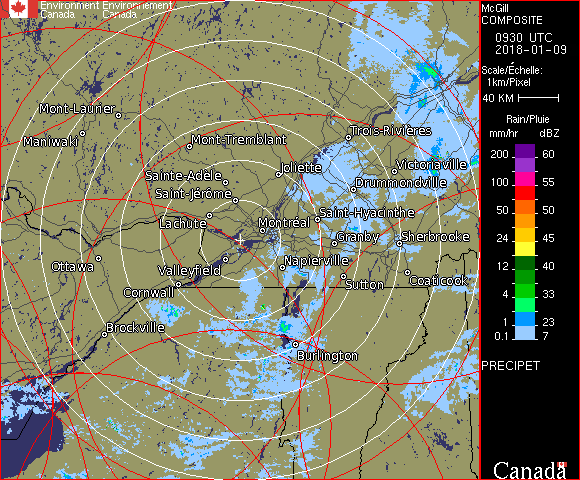 Environment Environnement
Canada Canada
McGill
COMPOSITE
0930 UTC
2018-01-09
Scale/Échelle:
1km/Pixel
40 KM
Rain/Pluie
mm/hr dBZ
200 60
100 55
50 50
24 45
12 40
4 33
1 23
0.1 7
PRECIPET
Canada
Mont-Laurier
Maniwaki
Mont-Tremblant
Trois-Rivières
Sainte-Adèle
Joliette
Victoriaville
Saint-Jérôme
Drummondville
Lachute
Montréal
Saint-Hyacinthe
Granby
Sherbrooke
Ottawa
Valleyfield
Napierville
Sutton
Coaticook
Cornwall
Brockville
Burlington